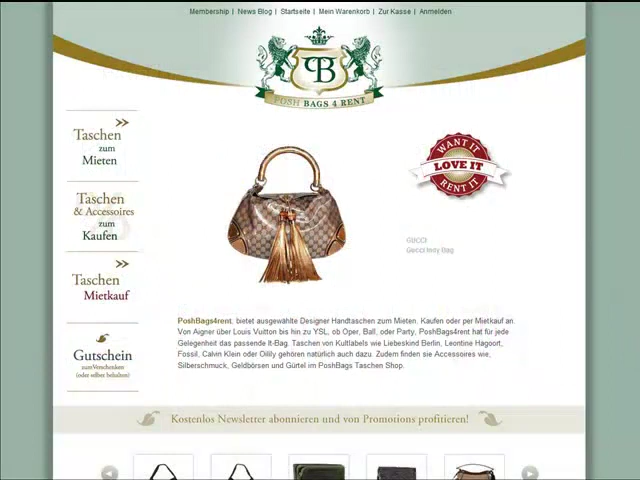 Membership | News Blog | Startseite | Mein Warenkorb | Zur Kasse | Anmelden
PB
POSH BAGS 4 RENT
Taschen
zum
Mieten
Taschen
& Accessoires
zum
Kaufen
Taschen
Mietkauf
Gutschein
zum Verschenken
(oder selbst behalten)
WANT IT
LOVE IT
RENT IT
GUCCI
Gucci Indy Bag
PoshBags4rent, bietet ausgewählte Designer Handtaschen zum Mieten, Kaufen oder per Mietkauf an.
Von Aigner über Louis Vuitton bis hin zu YSL, ob Oper, Ball, oder Party, PoshBags4rent hat für jede
Gelegenheit das passende It-Bag. Taschen von Kultlabels wie Liebeskind Berlin, Leontine Hagoort,
Fossil, Calvin Klein oder Oilily gehören natürlich auch dazu. Zudem finden sie Accessoires wie,
Silberschmuck, Geldbörsen und Gürtel im PoshBags Taschen Shop.
Kostenlos Newsletter abonnieren und von Promotions profitieren!